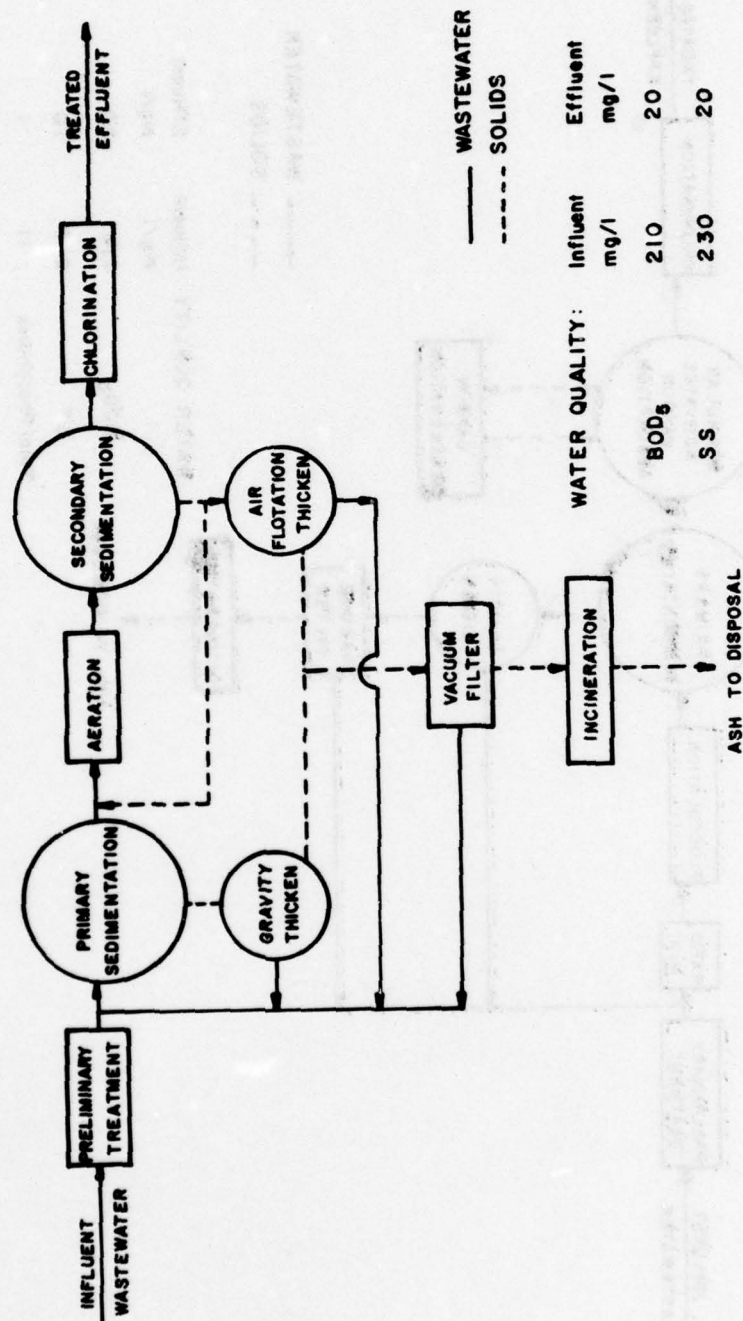 INFLUENT
WASTEWATER
PRELIMINARY
TREATMENT
PRIMARY
SEDIMENTATION
AERATION
SECONDARY
SEDIMENTATION
CHLORINATION
TREATED
EFFLUENT
GRAVITY
THICKEN
AIR
FLOTATION
THICKEN
VACUUM
FILTER
INCINERATION
ASH TO DISPOSAL
WASTEWATER
SOLIDS
WATER QUALITY: Influent Effluent
mg/l mg/l
BOD₅ 210 20
SS 230 20